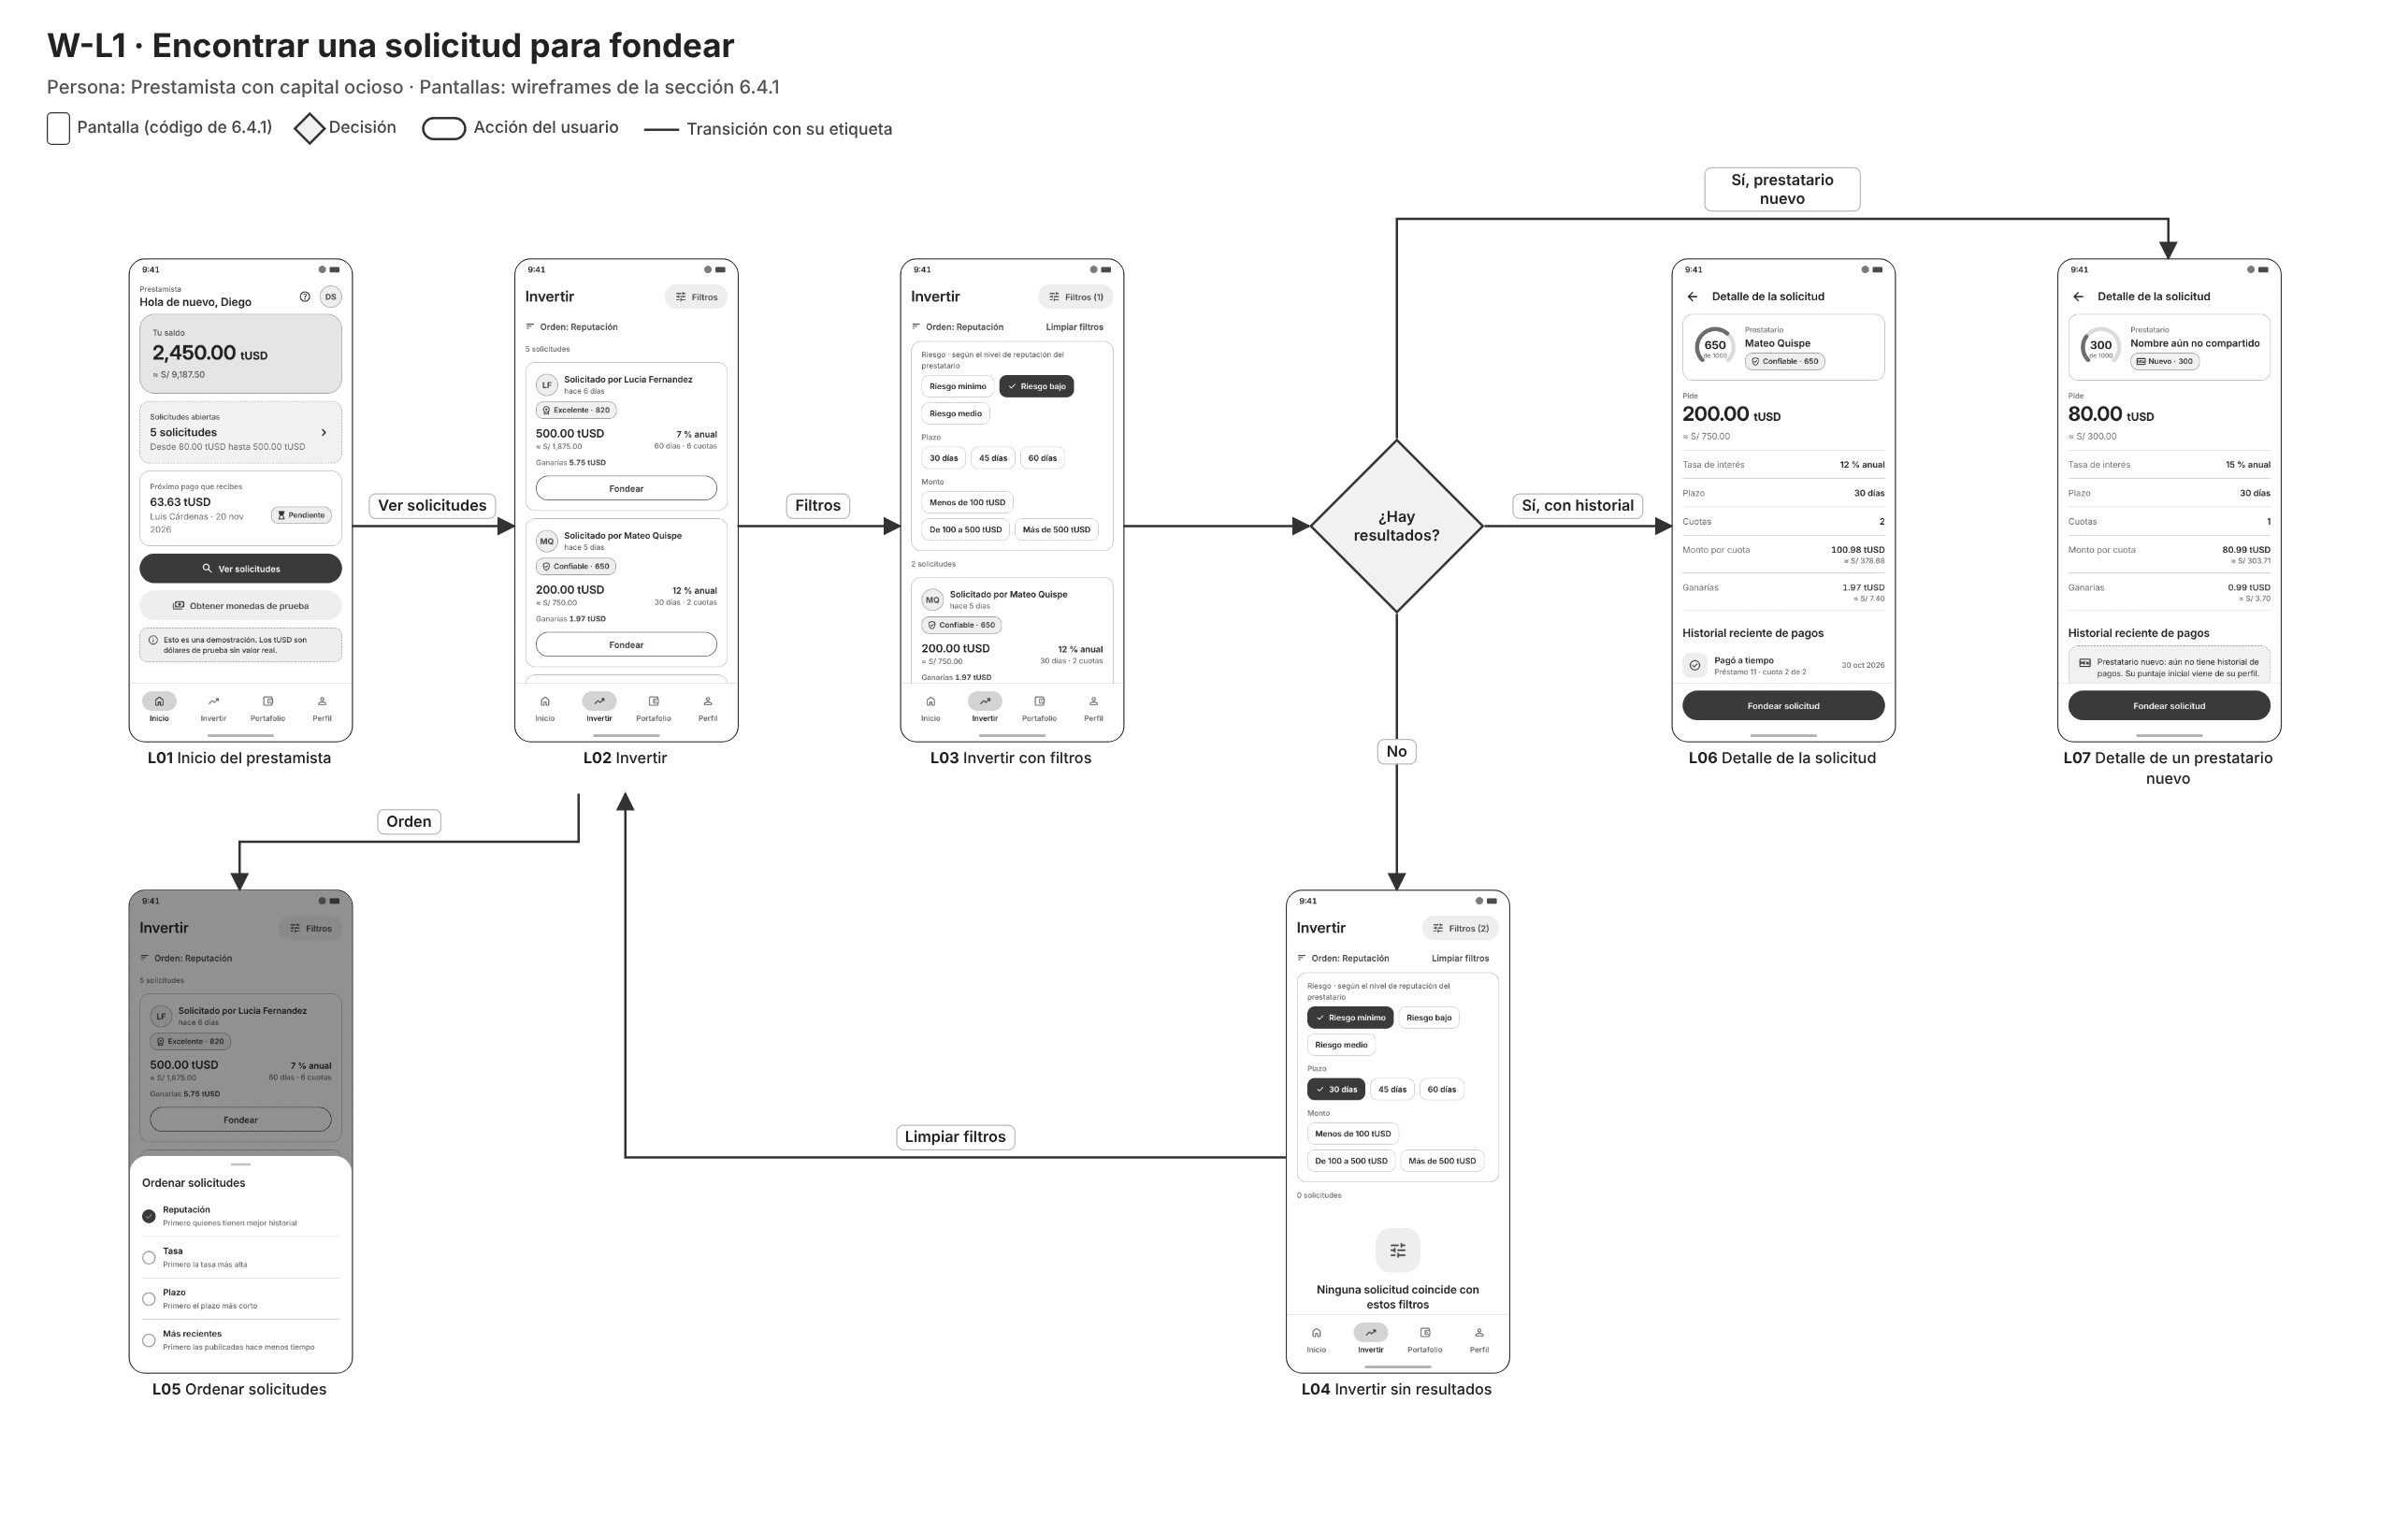 W-L1 · Encontrar una solicitud para fondear
Persona: Prestamista con capital ocioso · Pantallas: wireframes de la sección 6.4.1
Pantalla (código de 6.4.1)
Decisión
Acción del usuario
Transición con su etiqueta
Sí, prestatario
nuevo
9:41
Prestamista
Hola de nuevo, Diego
DS
Tu saldo
2,450.00 tUSD
≈ S/ 9,187.50
Solicitudes abiertas
5 solicitudes
Desde 80.00 tUSD hasta 500.00 tUSD
Próximo pago que recibes
63.63 tUSD
Luis Cárdenas · 20 nov
2026
Pendiente
Ver solicitudes
Obtener monedas de prueba
Esto es una demostración. Los tUSD son
dólares de prueba sin valor real.
Inicio
Invertir
Portafolio
Perfil
L01 Inicio del prestamista
Ver solicitudes
9:41
Invertir
Filtros
Orden: Reputación
5 solicitudes
LF
Solicitado por Lucia Fernandez
hace 6 días
Excelente · 820
500.00 tUSD
7 % anual
≈ S/ 1,875.00
60 días · 6 cuotas
Ganarías 5.75 tUSD
Fondear
MQ
Solicitado por Mateo Quispe
hace 5 días
Confiable · 650
200.00 tUSD
12 % anual
≈ S/ 750.00
30 días · 2 cuotas
Ganarías 1.97 tUSD
Fondear
Inicio
Invertir
Portafolio
Perfil
L02 Invertir
Filtros
9:41
Invertir
Filtros (1)
Orden: Reputación
Limpiar filtros
Riesgo · según el nivel de reputación del
prestatario
Riesgo mínimo
Riesgo bajo
Riesgo medio
Plazo
30 días
45 días
60 días
Monto
Menos de 100 tUSD
De 100 a 500 tUSD
Más de 500 tUSD
2 solicitudes
MQ
Solicitado por Mateo Quispe
hace 5 días
Confiable · 650
200.00 tUSD
12 % anual
≈ S/ 750.00
30 días · 2 cuotas
Ganarías 1.97 tUSD
Inicio
Invertir
Portafolio
Perfil
L03 Invertir con filtros
¿Hay
resultados?
Sí, con historial
No
9:41
Detalle de la solicitud
650
de 1000
Prestatario
Mateo Quispe
Confiable · 650
Pide
200.00 tUSD
≈ S/ 750.00
Tasa de interés
12 % anual
Plazo
30 días
Cuotas
2
Monto por cuota
100.98 tUSD
≈ S/ 378.68
Ganarías
1.97 tUSD
≈ S/ 7.40
Historial reciente de pagos
Pagó a tiempo
Préstamo 11 · cuota 2 de 2
30 oct 2026
Fondear solicitud
L06 Detalle de la solicitud
9:41
Detalle de la solicitud
300
de 1000
Prestatario
Nombre aún no compartido
Nuevo · 300
Pide
80.00 tUSD
≈ S/ 300.00
Tasa de interés
15 % anual
Plazo
30 días
Cuotas
1
Monto por cuota
80.99 tUSD
≈ S/ 303.71
Ganarías
0.99 tUSD
≈ S/ 3.70
Historial reciente de pagos
Prestatario nuevo: aún no tiene historial de
pagos. Su puntaje inicial viene de su perfil.
Fondear solicitud
L07 Detalle de un prestatario
nuevo
Orden
9:41
Invertir
Filtros
Orden: Reputación
5 solicitudes
LF
Solicitado por Lucia Fernandez
hace 6 días
Excelente · 820
500.00 tUSD
7 % anual
≈ S/ 1,875.00
60 días · 6 cuotas
Ganarías 5.75 tUSD
Fondear
Ordenar solicitudes
Reputación
Primero quienes tienen mejor historial
Tasa
Primero la tasa más alta
Plazo
Primero el plazo más corto
Más recientes
Primero las publicadas hace menos tiempo
L05 Ordenar solicitudes
Limpiar filtros
9:41
Invertir
Filtros (2)
Orden: Reputación
Limpiar filtros
Riesgo · según el nivel de reputación del
prestatario
Riesgo mínimo
Riesgo bajo
Riesgo medio
Plazo
30 días
45 días
60 días
Monto
Menos de 100 tUSD
De 100 a 500 tUSD
Más de 500 tUSD
0 solicitudes
Ninguna solicitud coincide con
estos filtros
Inicio
Invertir
Portafolio
Perfil
L04 Invertir sin resultados